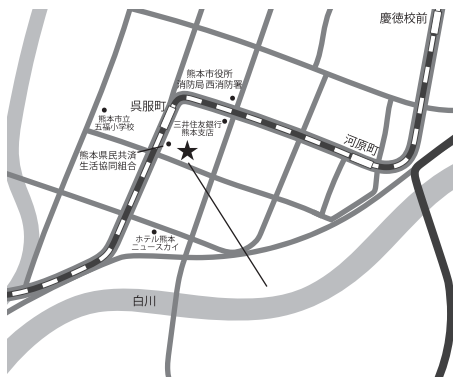 慶徳校前
熊本市役所
消防局 西消防署
呉服町
熊本市立
五福小学校
三井住友銀行
熊本支店
河原町
熊本県民共済
生活協同組合
ホテル熊本
ニュースカイ
白川